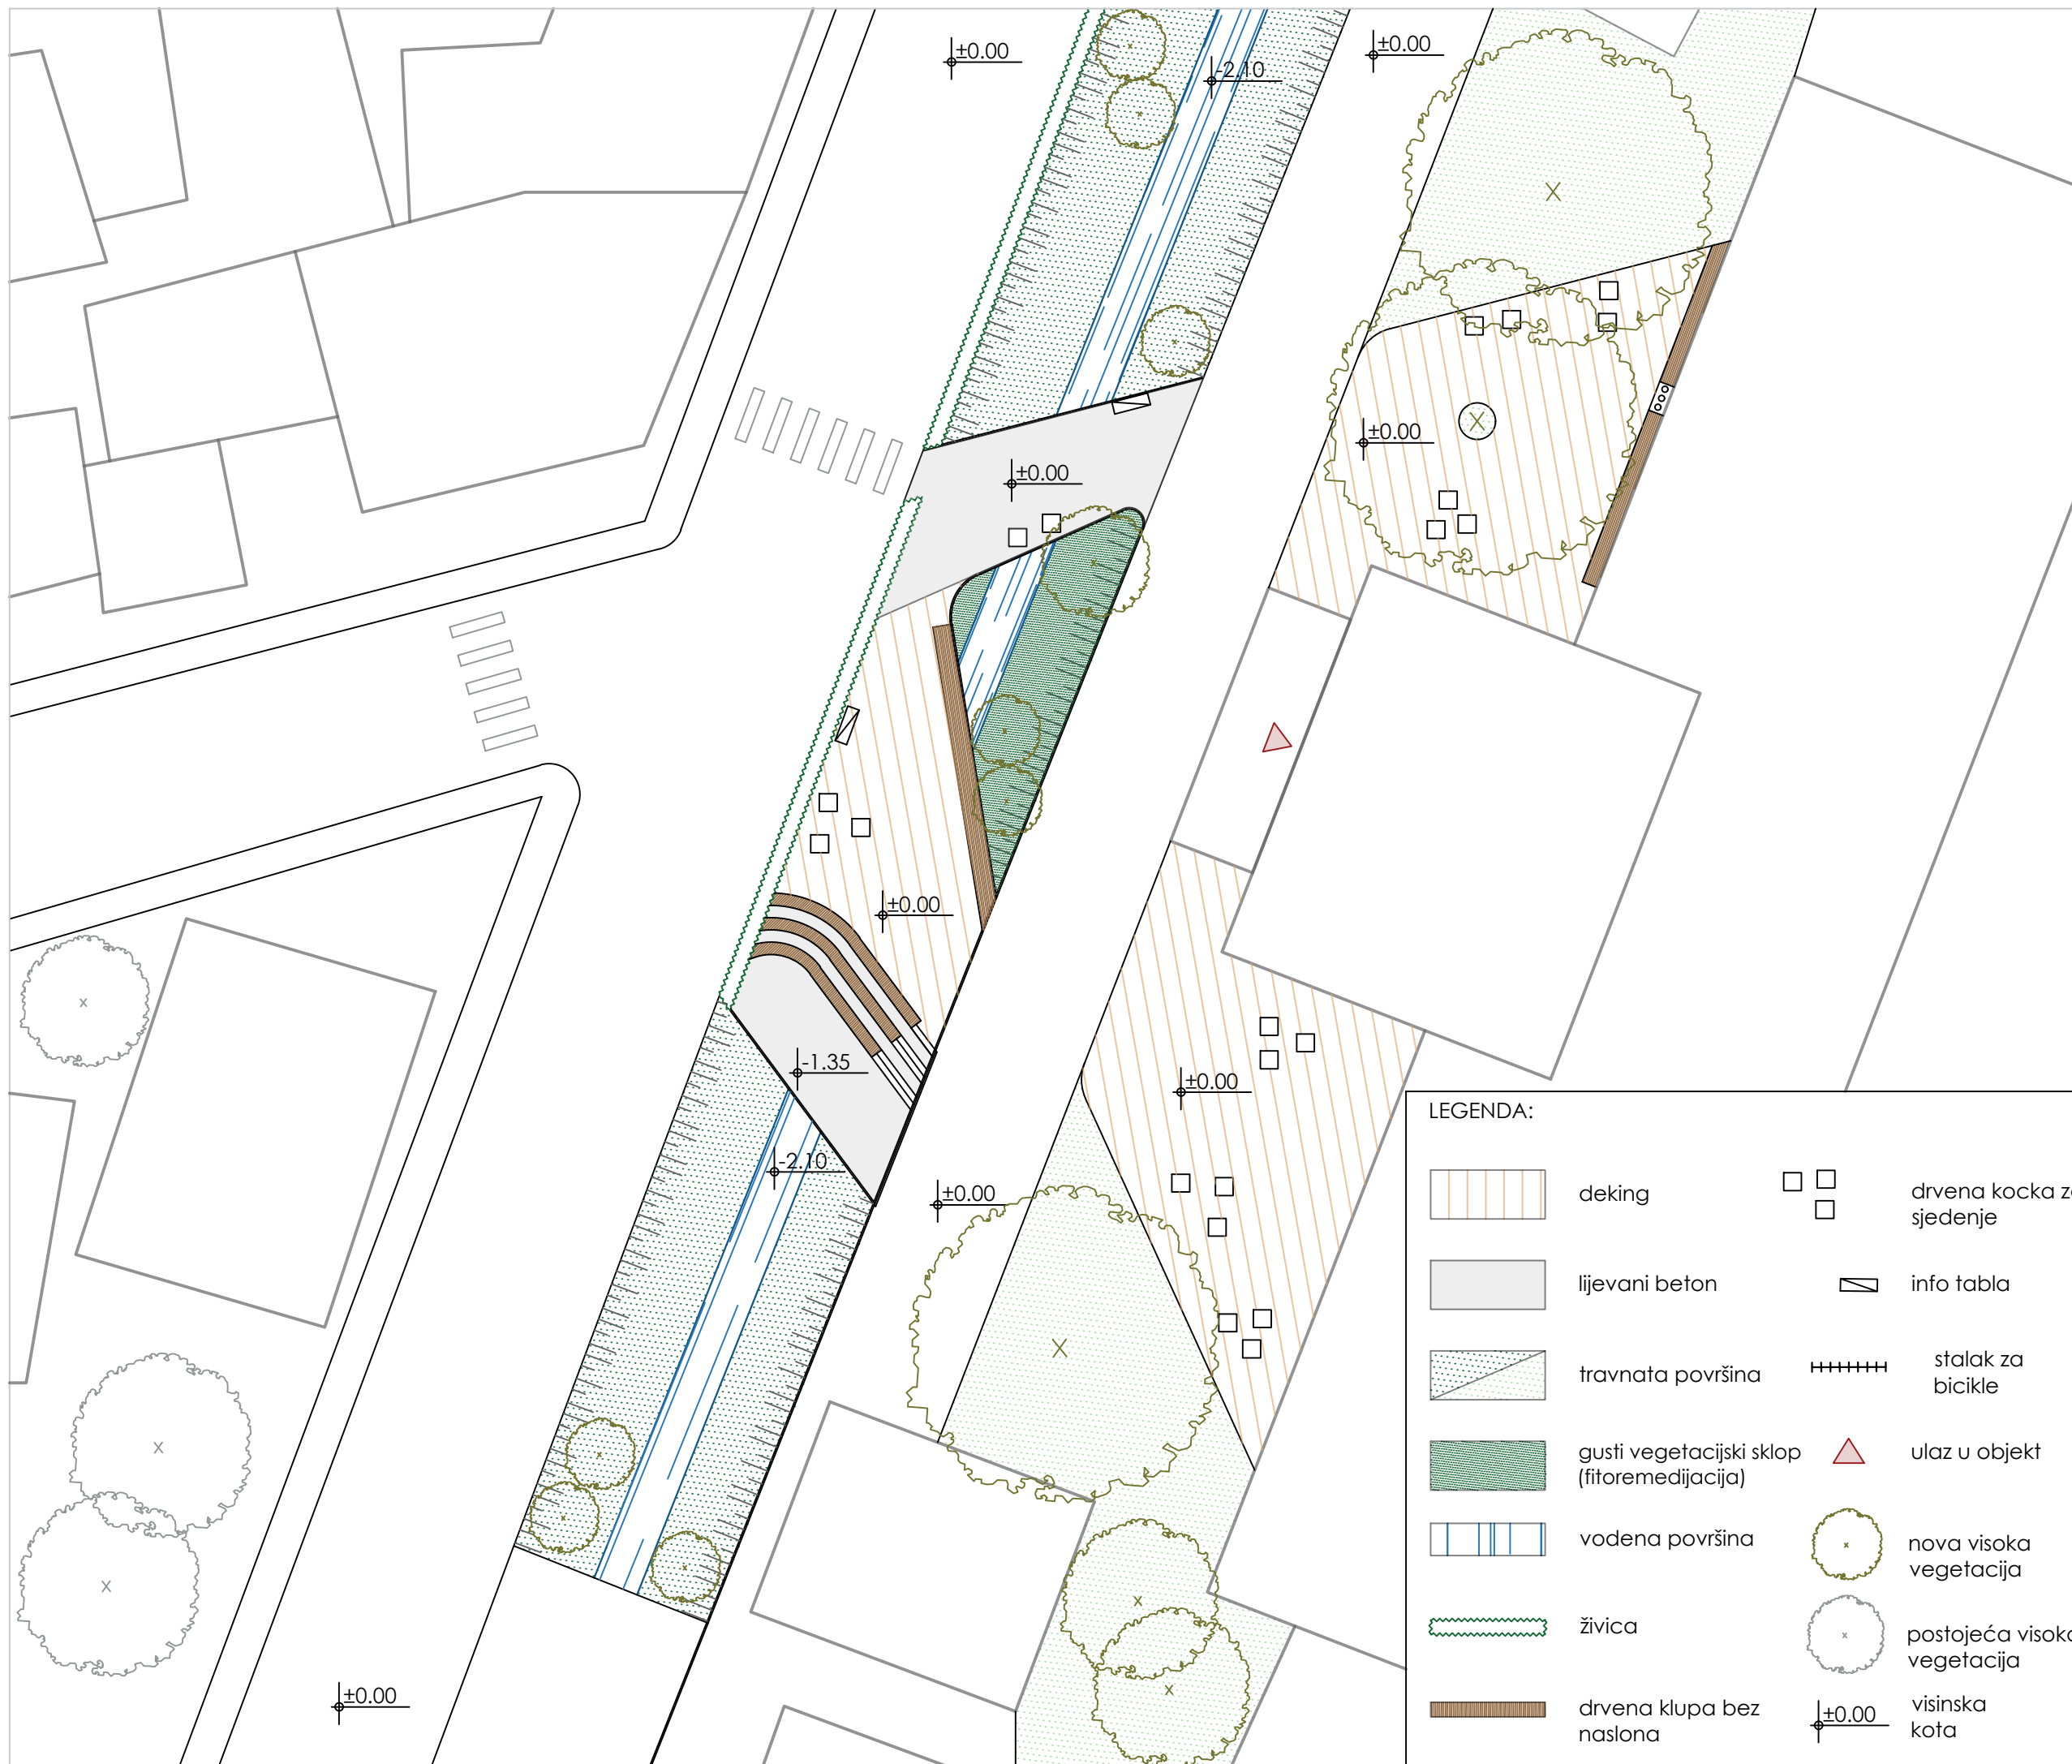 ±0.00
±0.00
-2.10
±0.00
±0.00
±0.00
-1.35
±0.00
-2.10
±0.00
±0.00
LEGENDA:
deking
lijevani beton
travnata površina
gusti vegetacijski sklop
(fitoremedijacija)
vodena površina
živica
drvena klupa bez
naslona
drvena kocka
sjedenje
info tabla
stalak za
bicikle
ulaz u objekt
nova visoka
vegetacija
postojeća
vegetacija
±0.00
visinska
kota